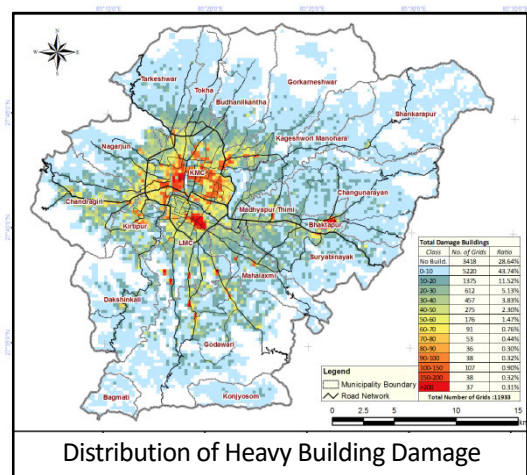 N
Tarkeshwar
Tokha
Gorkarneshwar
Budhanilkantha
Bhankarapur
Kageshwori Manohara
Nagarjun
KMC
Changunarayan
Chandragiri
Madhyapur Thimi
Bhaktapur
Kirtipur
LMC
Suryabinayak
Mahalaxmi
Dakshinkali
Godawari
Bagmati
Konjyosom
Total Damage Buildings
Class No. of Grids Ratio
No Build. 3418 28.64%
0-10 5220 43.74%
10-20 1375 11.52%
20-30 612 5.13%
30-40 457 3.83%
40-50 275 2.30%
50-60 176 1.47%
60-70 91 0.76%
70-80 53 0.44%
80-90 36 0.30%
90-100 38 0.32%
100-150 107 0.90%
150-200 38 0.32%
>200 37 0.31%
Total Number of Grids :11933
Legend
Municipality Boundary
Road Network
0 2.5 5 10 15
km
Distribution of Heavy Building Damage